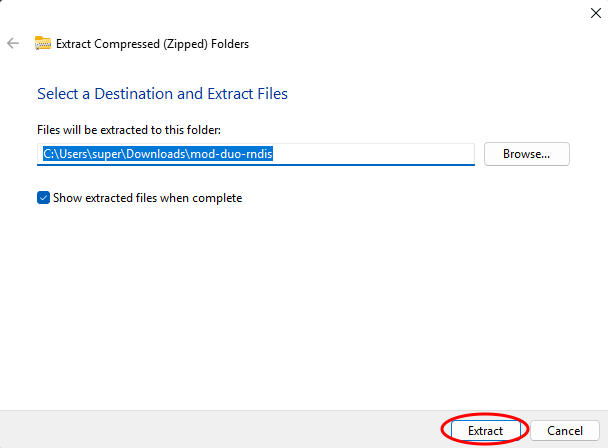 Extract Compressed (Zipped) Folders
Select a Destination and Extract Files
Files will be extracted to this folder:
C:\Users\super\Downloads\mod-duo-rndis
Browse...
Show extracted files when complete
Extract
Cancel